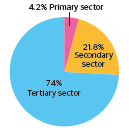 4.2% Primary sector
21.8%
Secondary
sector
74%
Tertiary sector